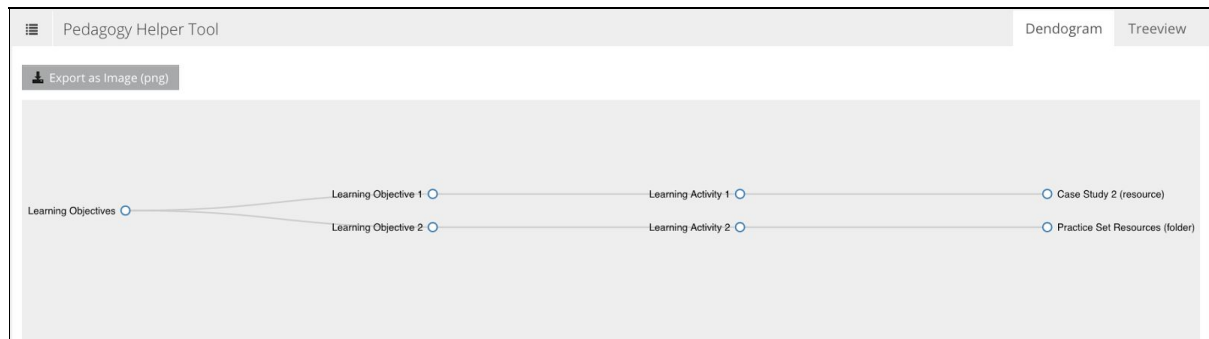 Pedagogy Helper Tool
Dendogram
Treeview
Export as Image (png)
Learning Objectives
Learning Objective 1
Learning Activity 1
Case Study 2 (resource)
Learning Objective 2
Learning Activity 2
Practice Set Resources (folder)